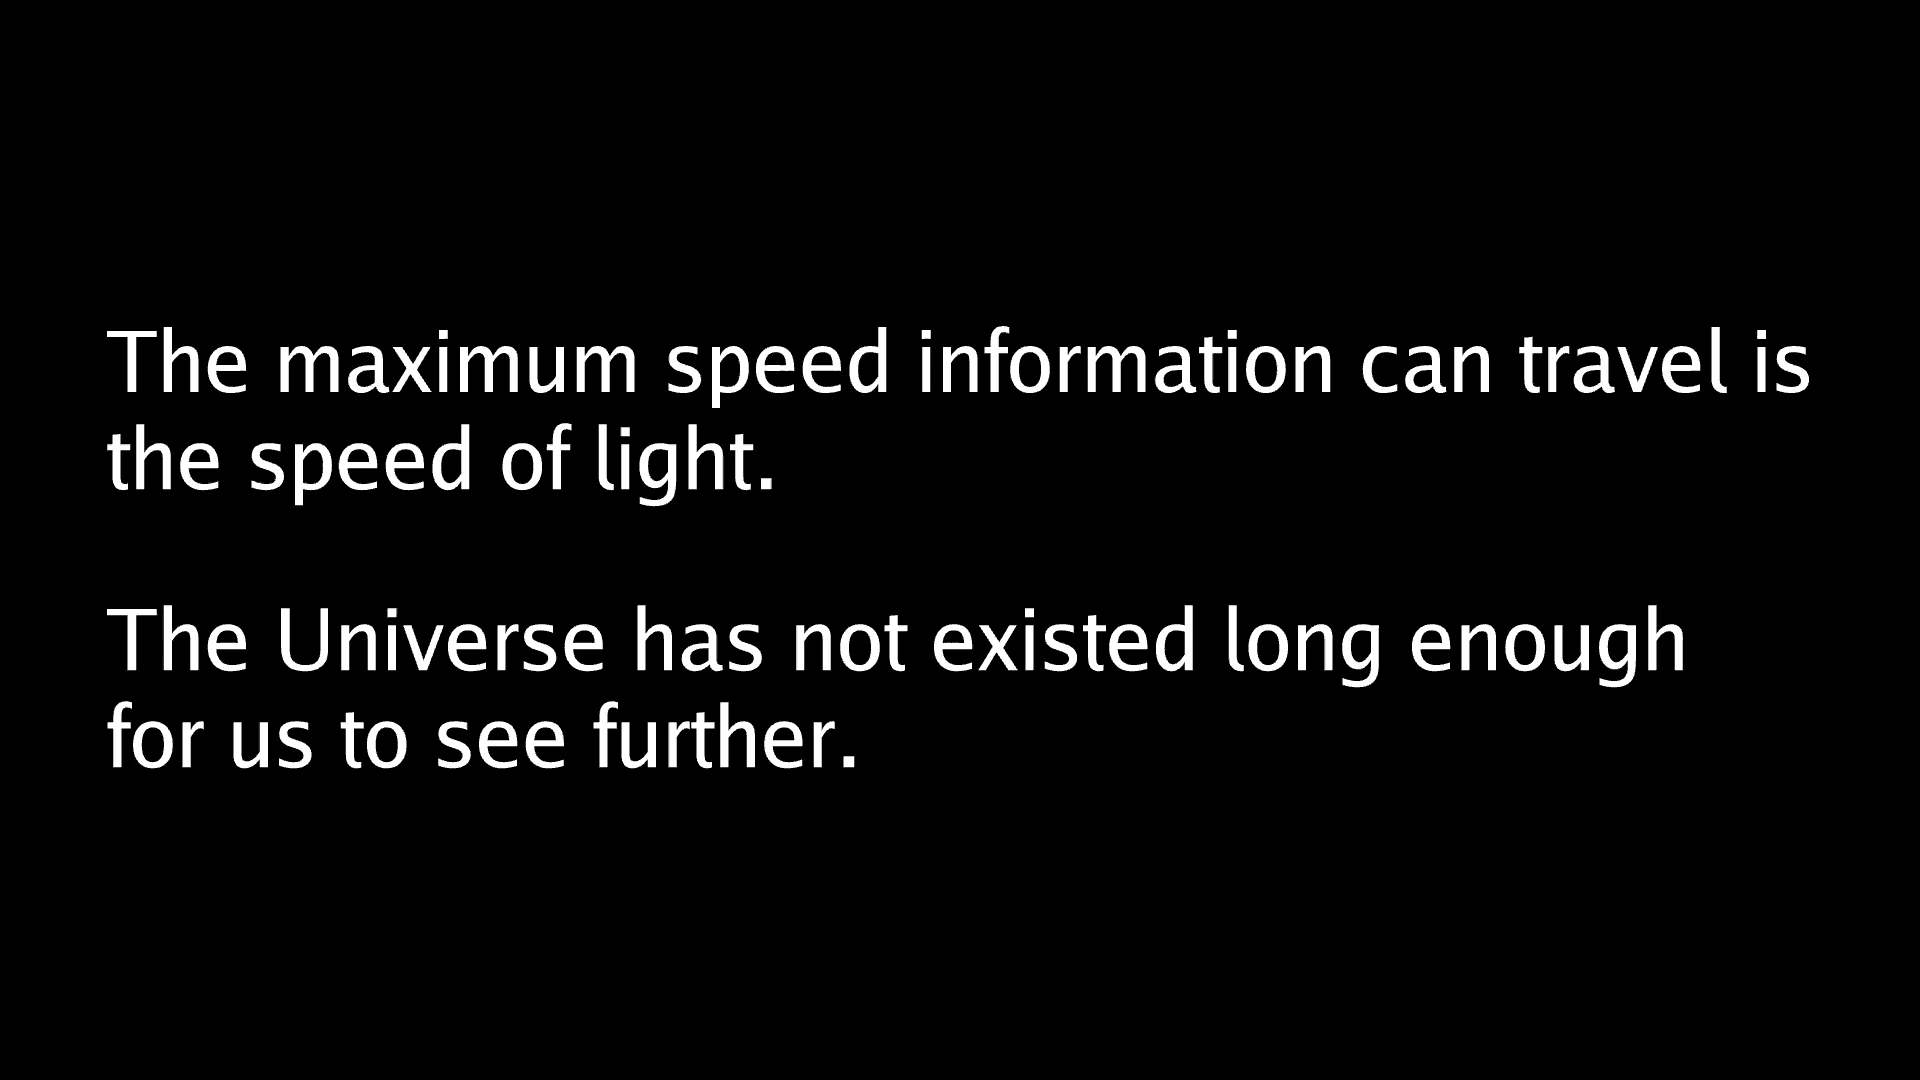 The maximum speed information can travel is
the speed of light.
The Universe has not existed long enough
for us to see further.